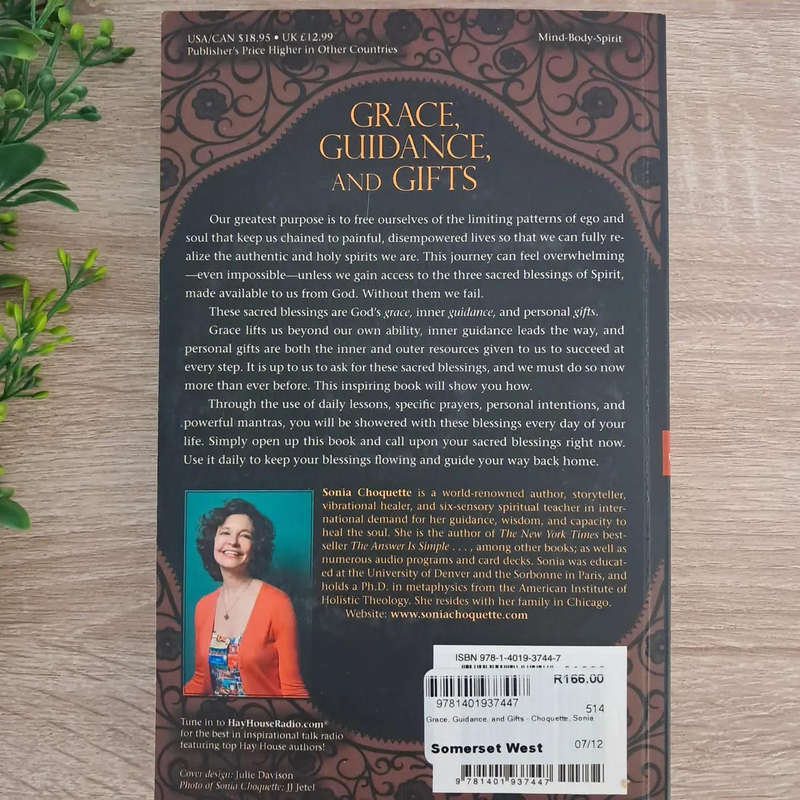 USA/CAN $18.95 • UK £12.99
Publisher's Price Higher in Other Countries
Mind-Body-Spirit
GRACE,
GUIDANCE,
AND GIFTS
Our greatest purpose is to free ourselves of the limiting patterns of ego and
soul that keep us chained to painful, disempowered lives so that we can fully re-
alize the authentic and holy spirits we are. This journey can feel overwhelming
—even impossible—unless we gain access to the three sacred blessings of Spirit,
made available to us from God. Without them we fail.
These sacred blessings are God's grace, inner guidance, and personal gifts.
Grace lifts us beyond our own ability, inner guidance leads the way, and
personal gifts are both the inner and outer resources given to us to succeed at
every step. It is up to us to ask for these sacred blessings, and we must do so now
more than ever before. This inspiring book will show you how.
Through the use of daily lessons, specific prayers, personal intentions, and
powerful mantras, you will be showered with these blessings every day of your
life. Simply open up this book and call upon your sacred blessings right now.
Use it daily to keep your blessings flowing and guide your way back home.
Sonia Choquette is a world-renowned author, storyteller,
vibrational healer, and six-sensory spiritual teacher in inter-
national demand for her guidance, wisdom, and capacity to
heal the soul. She is the author of The New York Times best-
seller The Answer Is Simple . . . , among other books; as well as
numerous audio programs and card decks. Sonia was educat-
ed at the University of Denver and the Sorbonne in Paris, and
holds a Ph.D. in metaphysics from the American Institute of
Holistic Theology. She resides with her family in Chicago.
Website: www.soniachoquette.com
Tune in to HayHouseRadio.com®
for the best in inspirational talk radio
featuring top Hay House authors!
Cover design: Julie Davison
Photo of Sonia Choquette: JJ Jetel
ISBN 978-1-4019-3744-7
R166.00
9781401937447
514
Grace, Guidance, and Gifts - Choquette, Sonia
Somerset West
07/12
9 781401 937447